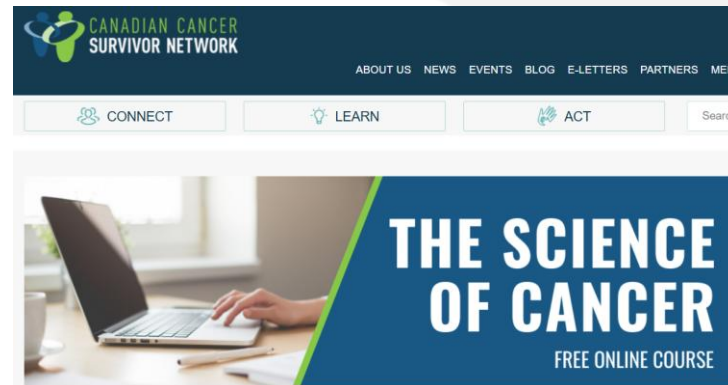 CANADIAN CANCER
SURVIVOR NETWORK
ABOUT US NEWS EVENTS BLOG E-LETTERS PARTNERS
CONNECT LEARN ACT
THE SCIENCE
OF CANCER
FREE ONLINE COURSE